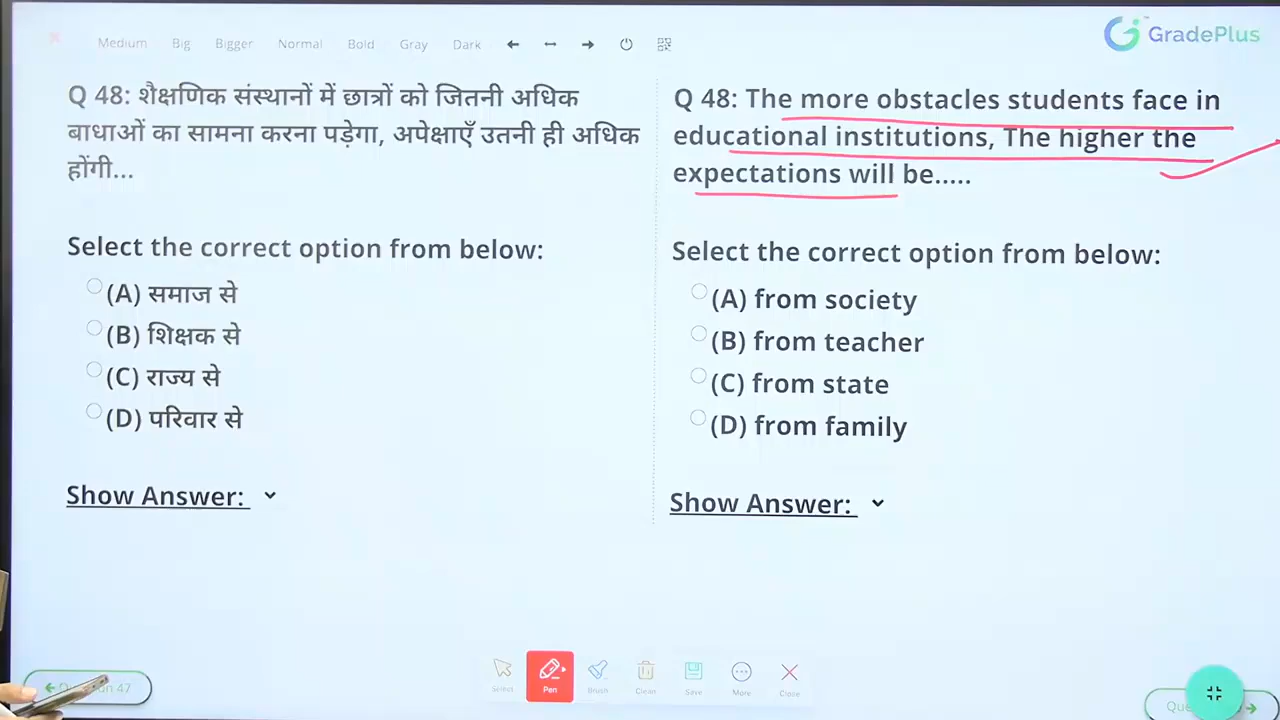 Medium Big Bigger Normal Bold Gray Dark
GradePlus
Q 48: शैक्षणिक संस्थानों में छात्रों को जितनी अधिक
बाधाओं का सामना करना पड़ेगा, अपेक्षाएँ उतनी ही अधिक
होंगी...
Select the correct option from below:
(A) समाज से
(B) शिक्षक से
(C) राज्य से
(D) परिवार से
Show Answer:
Q 48: The more obstacles students face in
educational institutions, The higher the
expectations will be.....
Select the correct option from below:
(A) from society
(B) from teacher
(C) from state
(D) from family
Show Answer:
Select Pen Brush Clean Save More Close
47